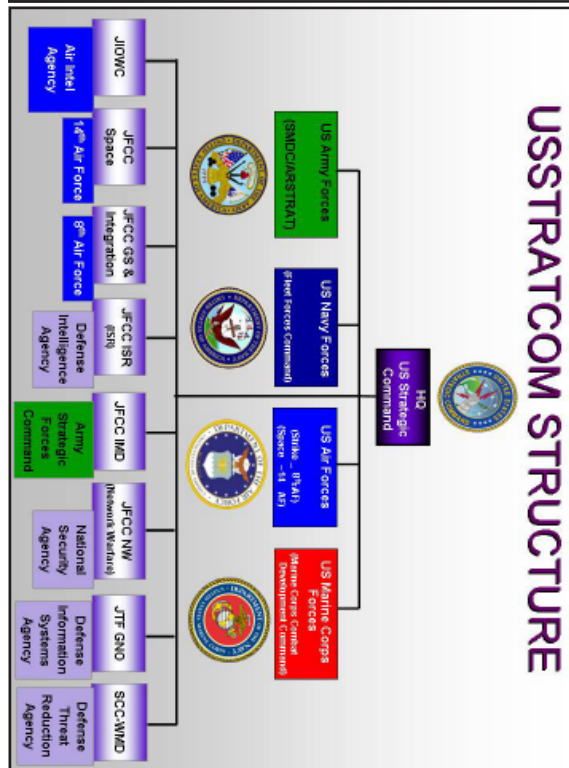 USSTRATCOM STRUCTURE
HQ
US Strategic
Command
US Army Forces
(SMDC/ARSTRAT)
US Navy Forces
(Fleet Forces Command)
US Air Forces
(Strike _ 8thAF)
(Space -14 AF)
US Marine Corps
Forces
(Marine Corps Combat
Development Command)
JIOWC
Air Intel
Agency
JFCC
Space
14th Air Force
JFCC GS &
Integration
8th Air Force
JFCC ISR
(ISR)
Defense
Intelligence
Agency
JFCC IMD
Army
Strategic
Forces
Command
JFCC NW
(Network Warfare)
National
Security
Agency
JTF GNO
Defense
Information
Systems
Agency
SCC-WMD
Defense
Threat
Reduction
Agency